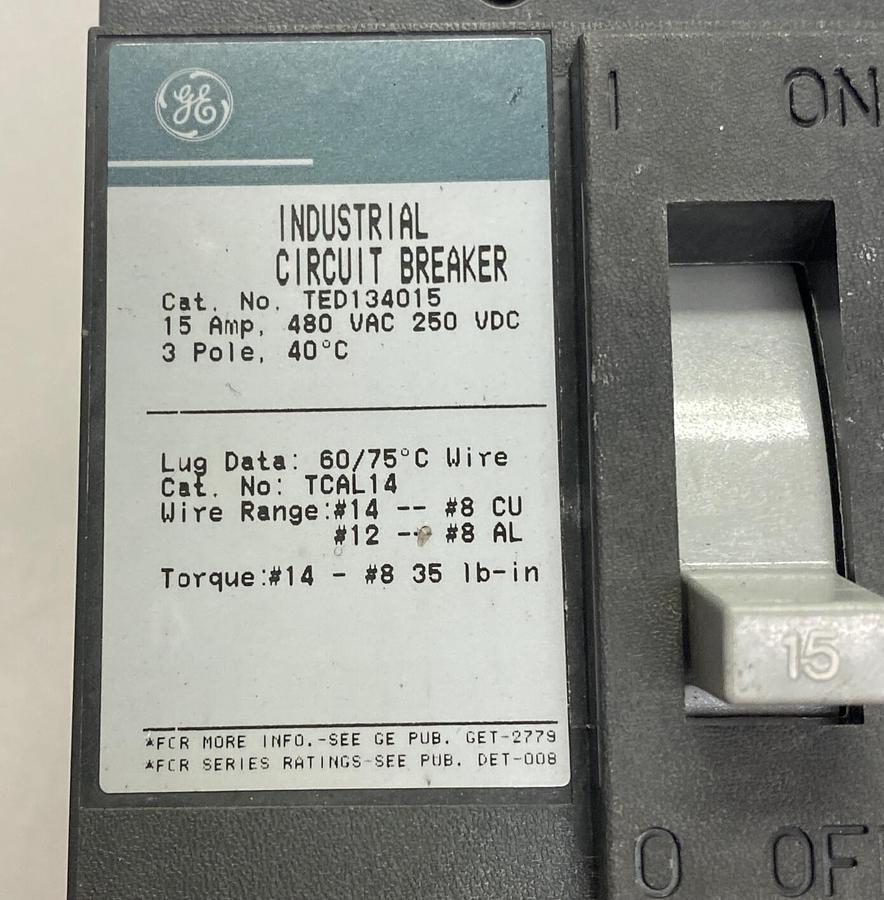 GE
I ON
INDUSTRIAL
CIRCUIT BREAKER
Cat. No. TED134015
15 Amp, 480 VAC 250 VDC
3 Pole, 40°C
Lug Data: 60/75°C Wire
Cat. No: TCAL14
Wire Range:#14 -- #8 CU
#12 -- #8 AL
Torque:#14 - #8 35 lb-in
15
*FOR MORE INFO.-SEE GE PUB. GET-2779
*FOR SERIES RATINGS-SEE PUB. DET-008
O OF